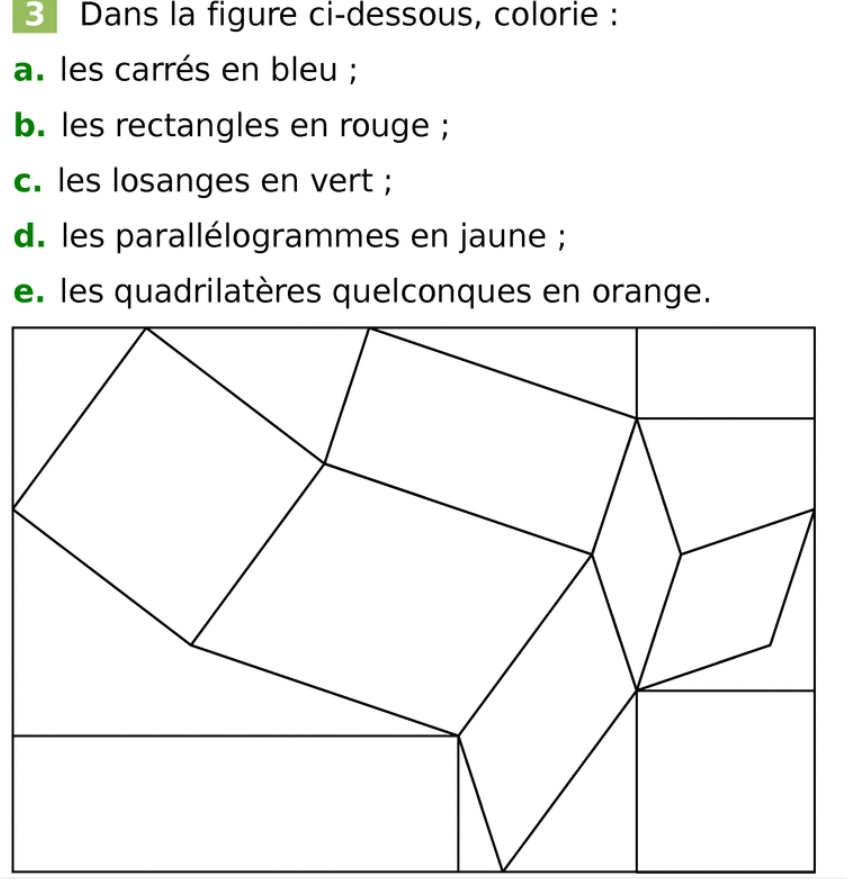 3 Dans la figure ci-dessous, colorie :
a. les carrés en bleu ;
b. les rectangles en rouge ;
c. les losanges en vert ;
d. les parallélogrammes en jaune ;
e. les quadrilatères quelconques en orange.